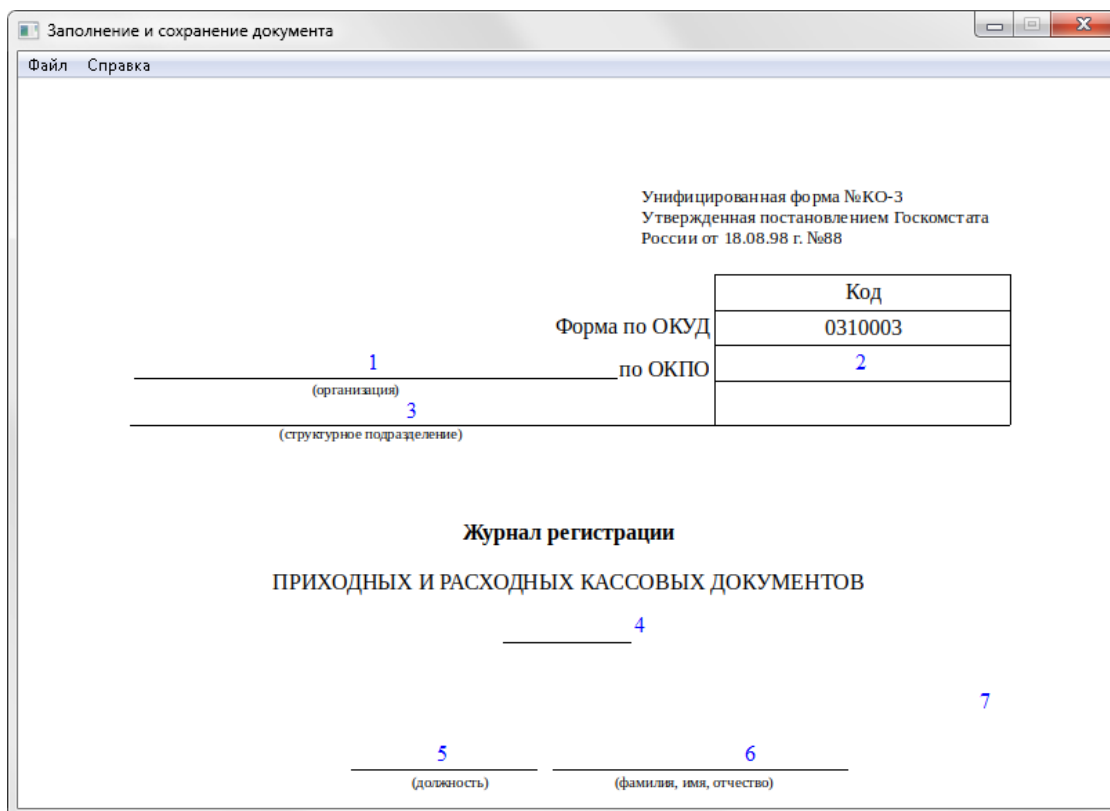 Заполнение и сохранение документа
Файл Справка
Унифицированная форма №КО-3
Утвержденная постановлением Госкомстата
России от 18.08.98 г. №88
Код
Форма по ОКУД 0310003
1 по ОКПО 2
(организация)
3
(структурное подразделение)
Журнал регистрации
ПРИХОДНЫХ И РАСХОДНЫХ КАССОВЫХ ДОКУМЕНТОВ
4
7
5 6
(должность) (фамилия, имя, отчество)